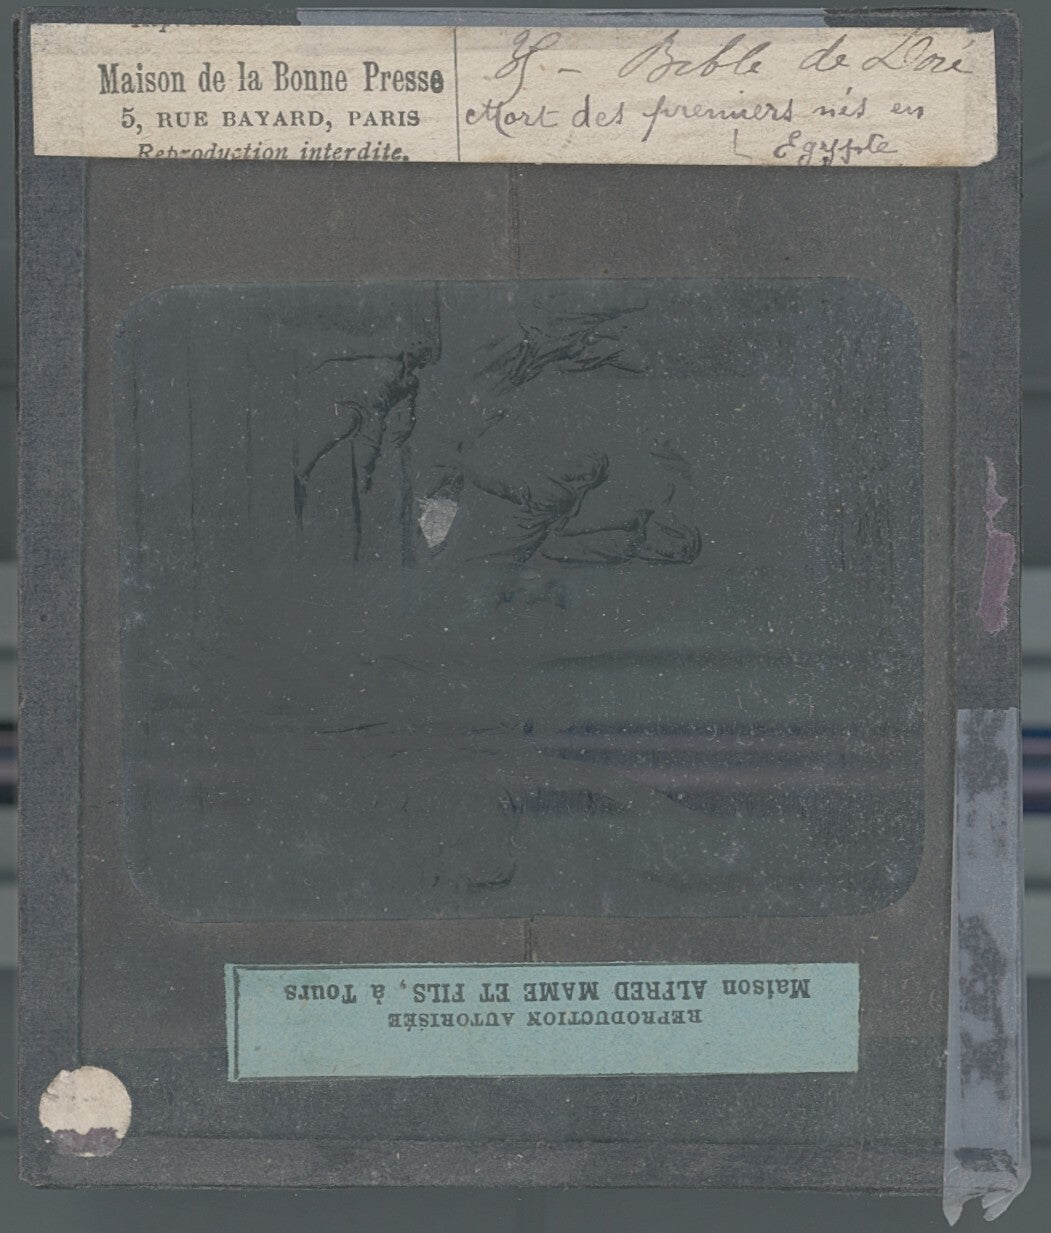 Maison de la Bonne Presse
5, RUE BAYARD, PARIS
Reproduction interdite.
Bible de Doré
Mort des premiers nés en
Egypte
REPRODUCTION AUTORISÉE
Maison ALFRED MAME ET FILS, à Tours